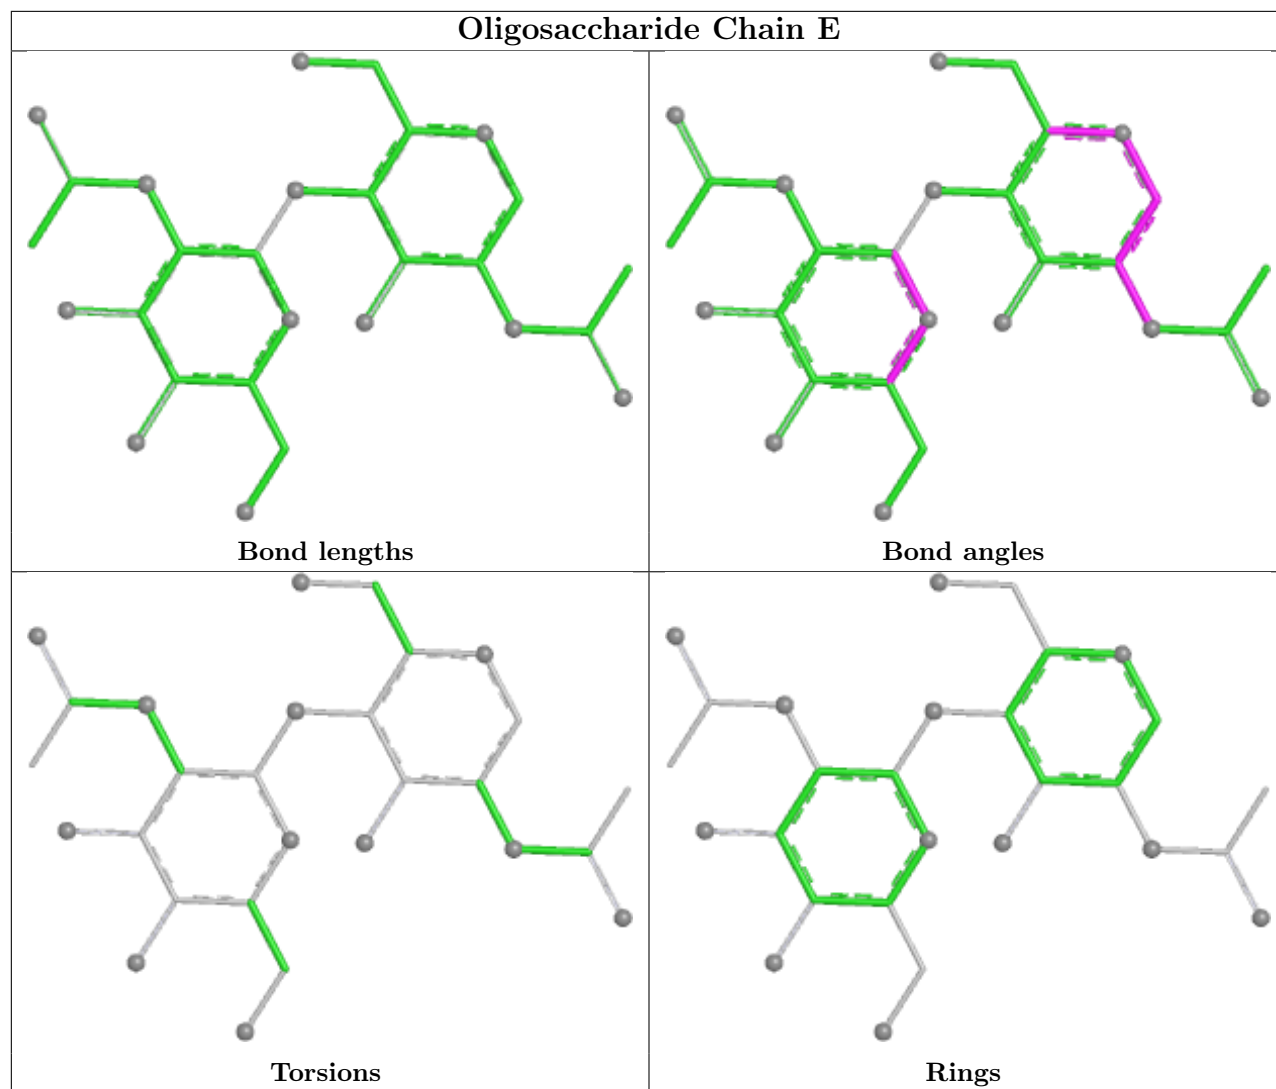 Oligosaccharide Chain E
Bond lengths
Bond angles
Torsions
Rings